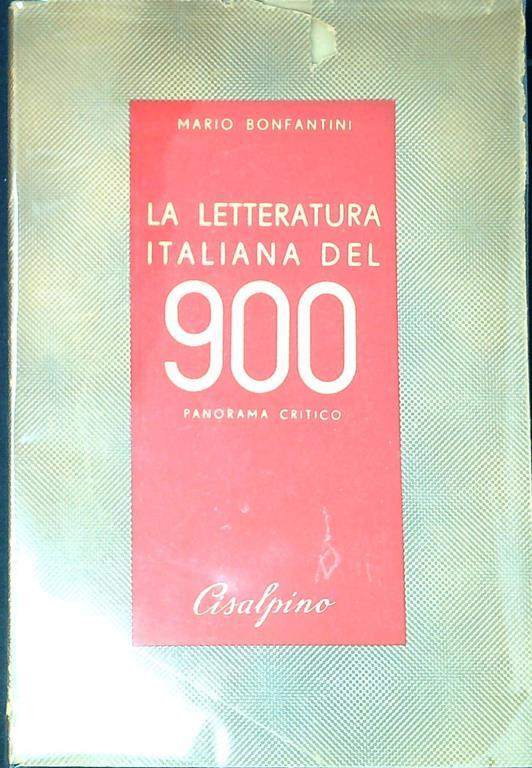 MARIO BONFANTINI
LA LETTERATURA
ITALIANA DEL
900
PANORAMA CRITICO
Cisalpino